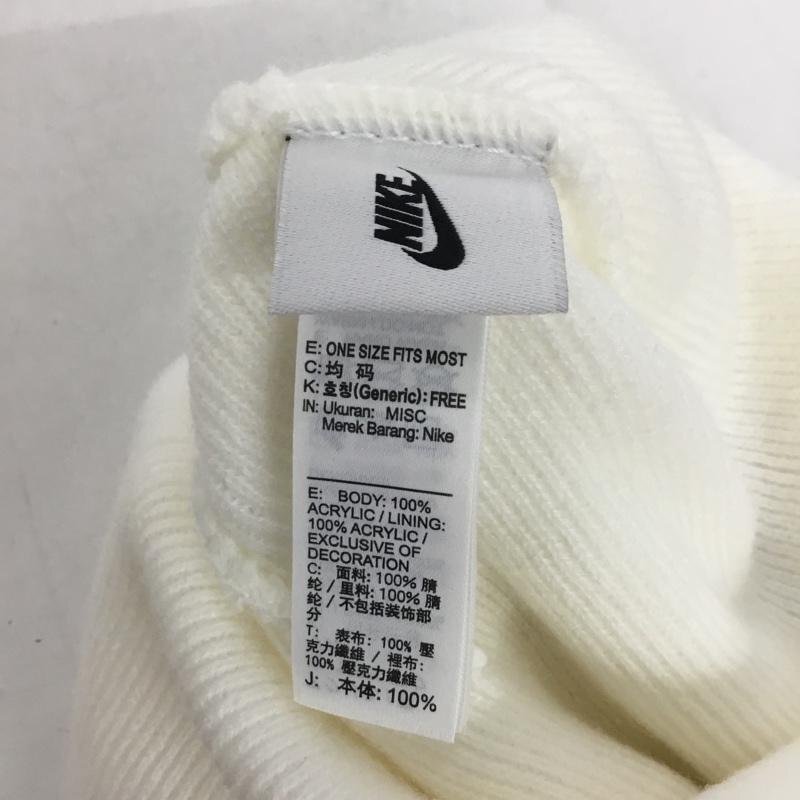 NIKE
E: ONE SIZE FITS MOST
C: 均 码
K: 호칭(Generic): FREE
IN: Ukuran: MISC
Merek Barang: Nike
E: BODY: 100%
ACRYLIC / LINING:
100% ACRYLIC /
EXCLUSIVE OF
DECORATION
C: 面料: 100% 腈
纶 / 里料: 100% 腈
纶 / 不包括装饰部
分
T: 表布: 100% 壓
克力纖維 / 裡布:
100% 壓克力纖維
J: 本体: 100%